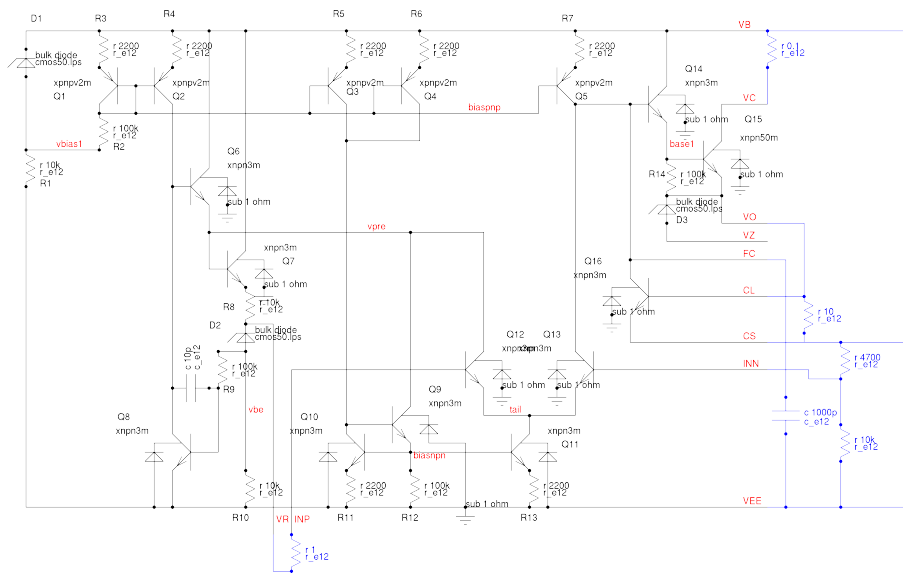 D1
R3
R4
R5
R6
R7
VB
bulk diode
cmos50.lps
r 2200
r_e12
r 2200
r_e12
r 2200
r_e12
r 2200
r_e12
r 2200
r_e12
r 0.1
r_e12
xpnpv2m
Q1
xpnpv2m
Q2
xpnpv2m
Q3
xpnpv2m
Q4
xpnpv2m
Q5
Q14
xnpn3m
biaspnp
VC
sub 1 ohm
Q15
xnpn50m
vbias1
r 100k
r_e12
R2
base1
r 10k
r_e12
R1
Q6
xnpn3m
sub 1 ohm
R14
r 100k
r_e12
sub 1 ohm
bulk diode
cmos50.lps
D3
vpre
VO
VZ
xnpn3m
Q7
sub 1 ohm
Q16
xnpn3m
FC
CL
R8
r 10k
r_e12
sub 1 ohm
r 10
r_e12
D2
bulk diode
cmos50.lps
Q12
xnpn3m
Q13
xnpn3m
CS
c 10p
c_e12
r 100k
r_e12
R9
sub 1 ohm
sub 1 ohm
INN
r 4700
r_e12
vbe
Q9
xnpn3m
tail
Q8
xnpn3m
Q10
xnpn3m
xnpn3m
Q11
c 1000p
c_e12
r 10k
r_e12
biasnpn
r 10k
r_e12
R10
r 2200
r_e12
R11
r 100k
r_e12
R12
sub 1 ohm
r 2200
r_e12
R13
VEE
VR INP
r 1
r_e12